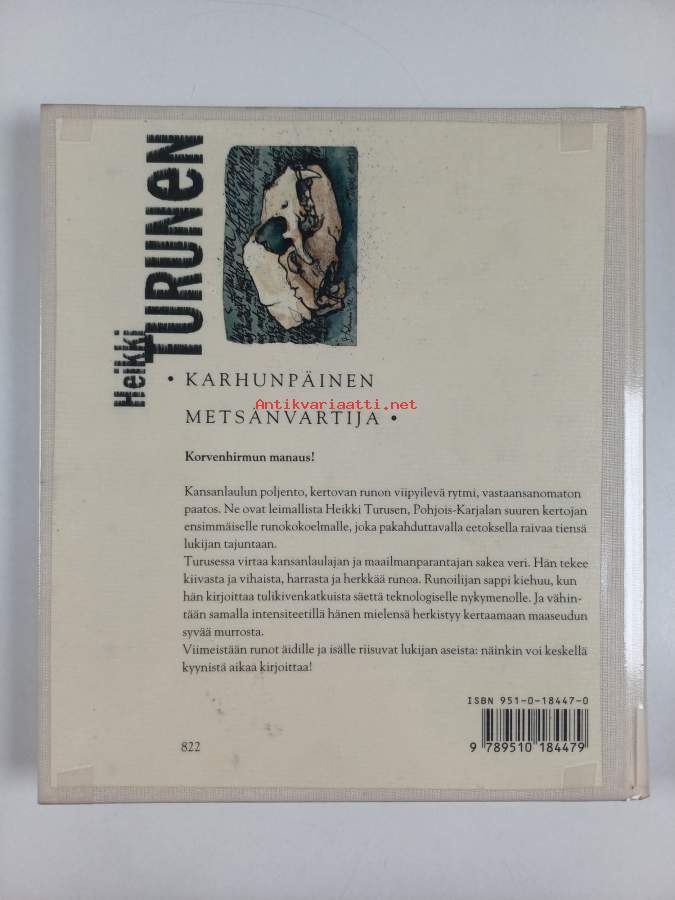 Heikki
TURUNEN
• KARHUNPÄINEN
Antikvariaatti.net
METSÄNVARTIJA •
Korvenhirmun manaus!
Kansanlaulun poljento, kertovan runon viipyilevä rytmi, vastaansanomaton
paatos. Ne ovat leimallista Heikki Turusen, Pohjois-Karjalan suuren kertojan
ensimmäiselle runokokoelmalle, joka pakahduttavalla eetoksella raivaa tiensä
lukijan tajuntaan.
Turusessa virtaa kansanlaulajan ja maailmanparantajan sakea veri. Hän tekee
kiivasta ja vihaista, harrasta ja herkkää runoa. Runoilijan sappi kiehuu, kun
hän kirjoittaa tulikivenkatkuista säettä teknologiselle nykymenolle. Ja vähin-
tään samalla intensiteetillä hänen mielensä herkistyy kertaamaan maaseudun
syvää murrosta.
Viimeistään runot äidille ja isälle riisuvat lukijan aseista: näinkin voi keskellä
kyynistä aikaa kirjoittaa!
ISBN 951-0-18447-0
9 789510 184479
822